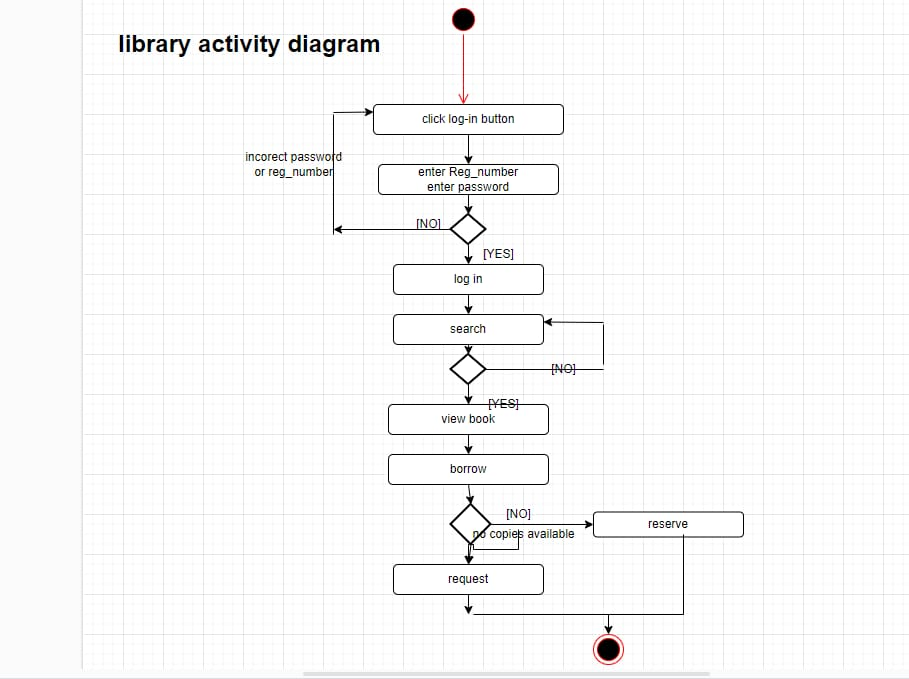 library activity diagram
click log-in button
incorect password
or reg_number
enter Reg_number
enter password
[NO]
[YES]
log in
search
[NO]
[YES]
view book
borrow
[NO]
no copies available
reserve
request